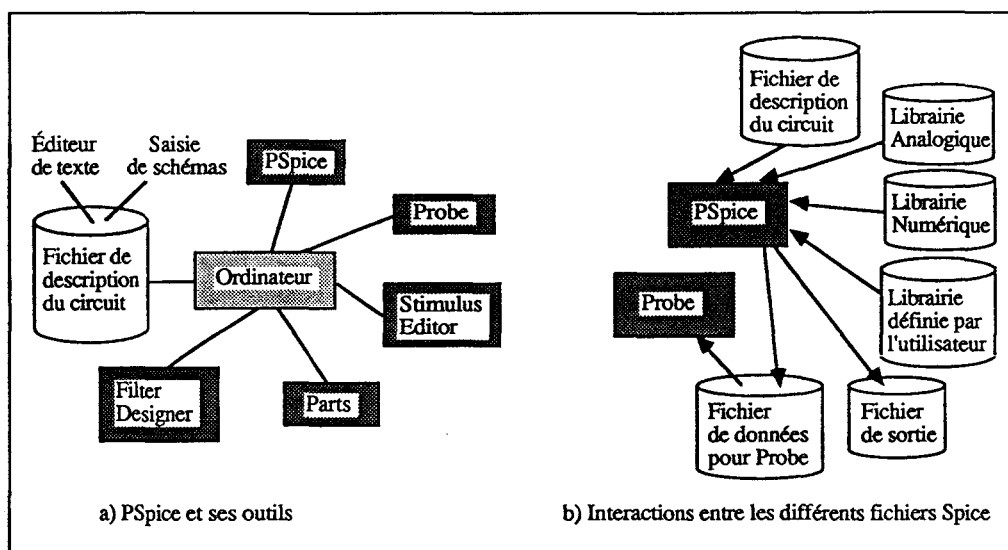 Éditeur
de texte
Saisie
de schémas
Fichier de
description
du circuit
PSpice
Probe
Ordinateur
Stimulus
Editor
Filter
Designer
Parts
a) PSpice et ses outils
Fichier de
description
du circuit
Librairie
Analogique
PSpice
Librairie
Numérique
Probe
Librairie
définie par
l'utilisateur
Fichier
de données
pour Probe
Fichier
de sortie
b) Interactions entre les différents fichiers Spice